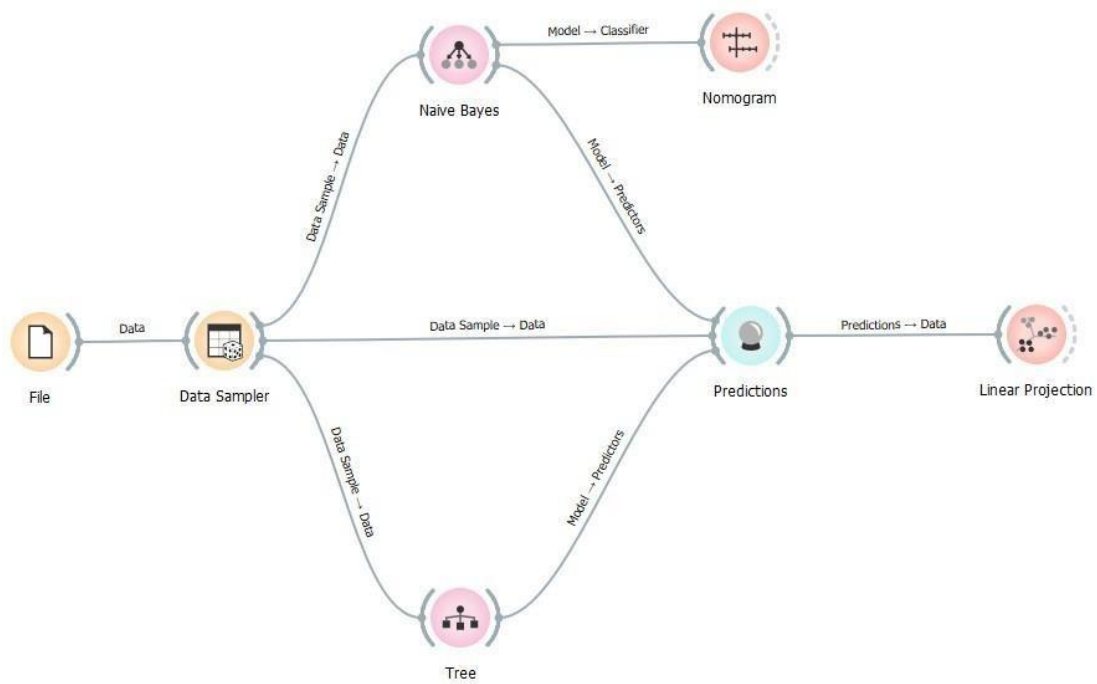 Model → Classifier
Naive Bayes
Nomogram
Data Sample → Data
Model → Predictors
Data
Data Sample → Data
Predictions → Data
File
Data Sampler
Predictions
Linear Projection
Data Sample → Data
Model → Predictors
Tree